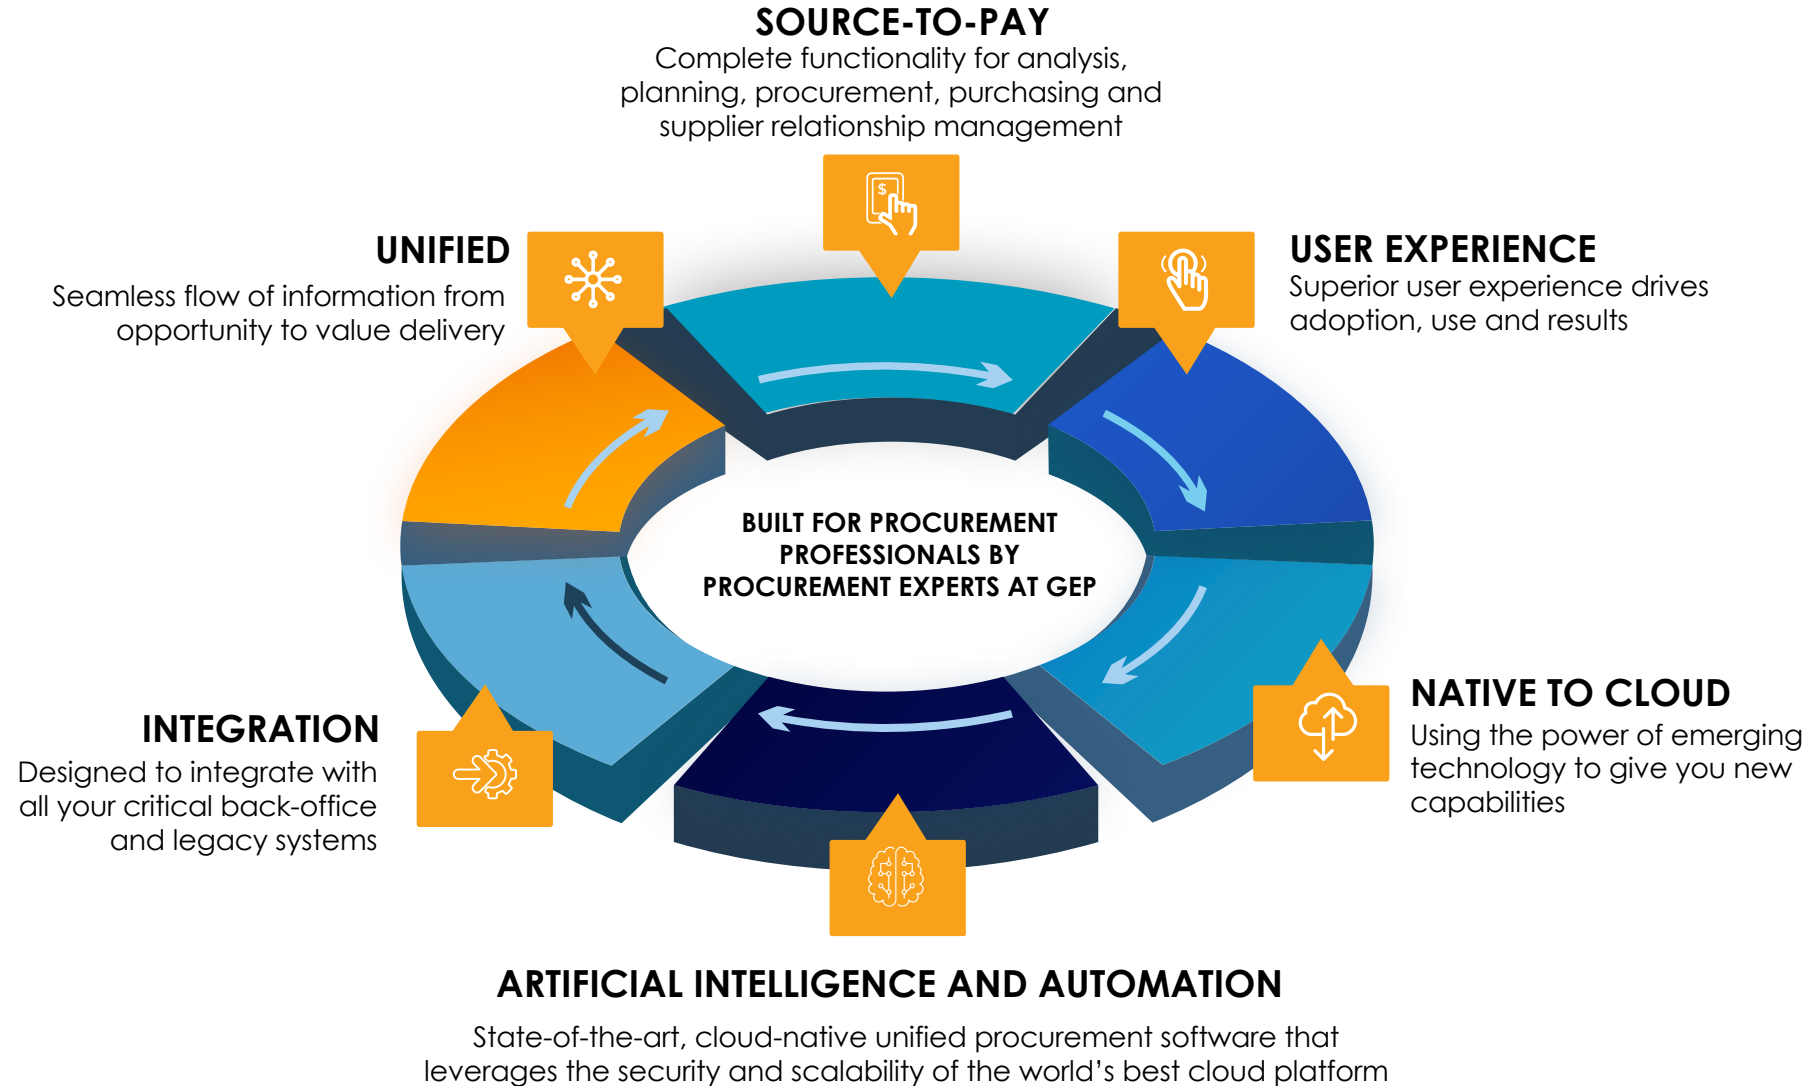 SOURCE-TO-PAY
Complete functionality for analysis,
planning, procurement, purchasing and
supplier relationship management
$
UNIFIED
Seamless flow of information from
opportunity to value delivery
USER EXPERIENCE
Superior user experience drives
adoption, use and results
BUILT FOR PROCUREMENT
PROFESSIONALS BY
PROCUREMENT EXPERTS AT GEP
INTEGRATION
Designed to integrate with
all your critical back-office
and legacy systems
NATIVE TO CLOUD
Using the power of emerging
technology to give you new
capabilities
ARTIFICIAL INTELLIGENCE AND AUTOMATION
State-of-the-art, cloud-native unified procurement software that
leverages the security and scalability of the world’s best cloud platform